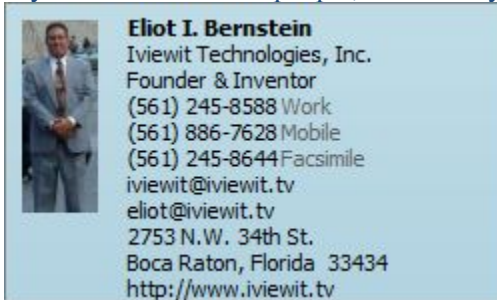 Eliot I. Bernstein
Iviewit Technologies, Inc.
Founder & Inventor
(561) 245-8588 Work
(561) 886-7628 Mobile
(561) 245-8644 Facsimile
iviewit@iviewit.tv
eliot@iviewit.tv
2753 N.W. 34th St.
Boca Raton, Florida 33434
http://www.iviewit.tv